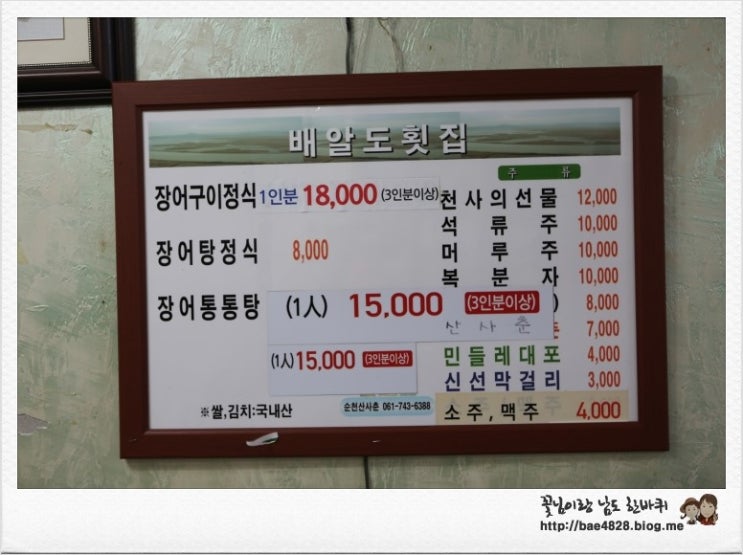 배알도횟집
주 류
장어구이정식 1인분 18,000 (3인분이상)
장어탕정식 8,000
장어통통탕 (1人) 15,000 (3인분이상)
(1人) 15,000 (3인분이상)
※쌀,김치:국내산
순천산사춘 061-743-6388
천사의선물 12,000
석류주 10,000
머루주 10,000
복분자 10,000
) 8,000
산사춘 7,000
민들레대포 4,000
신선막걸리 3,000
소주, 맥주 4,000
꽃님이랑 남도 한바퀴
http://bae4828.blog.me